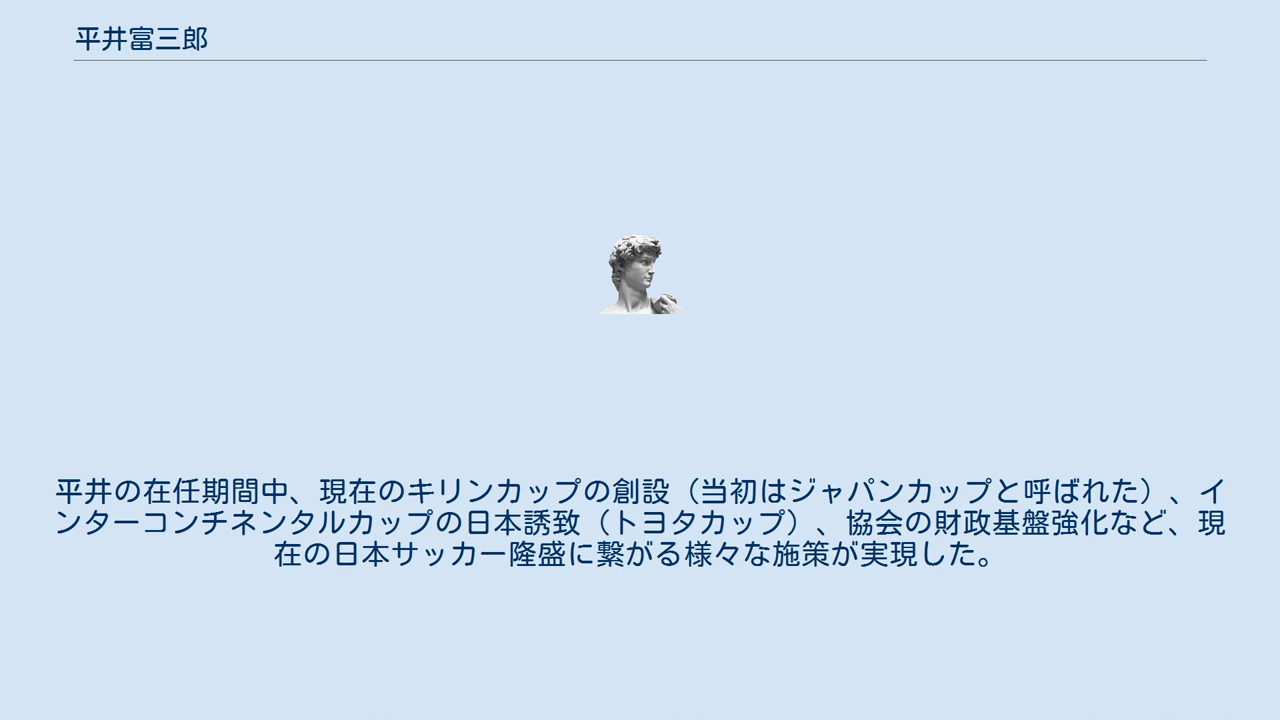 平井富三郎
平井の在任期間中、現在のキリンカップの創設（当初はジャパンカップと呼ばれた）、イ
ンターコンチネンタルカップの日本誘致（トヨタカップ）、協会の財政基盤強化など、現
在の日本サッカー隆盛に繋がる様々な施策が実現した。